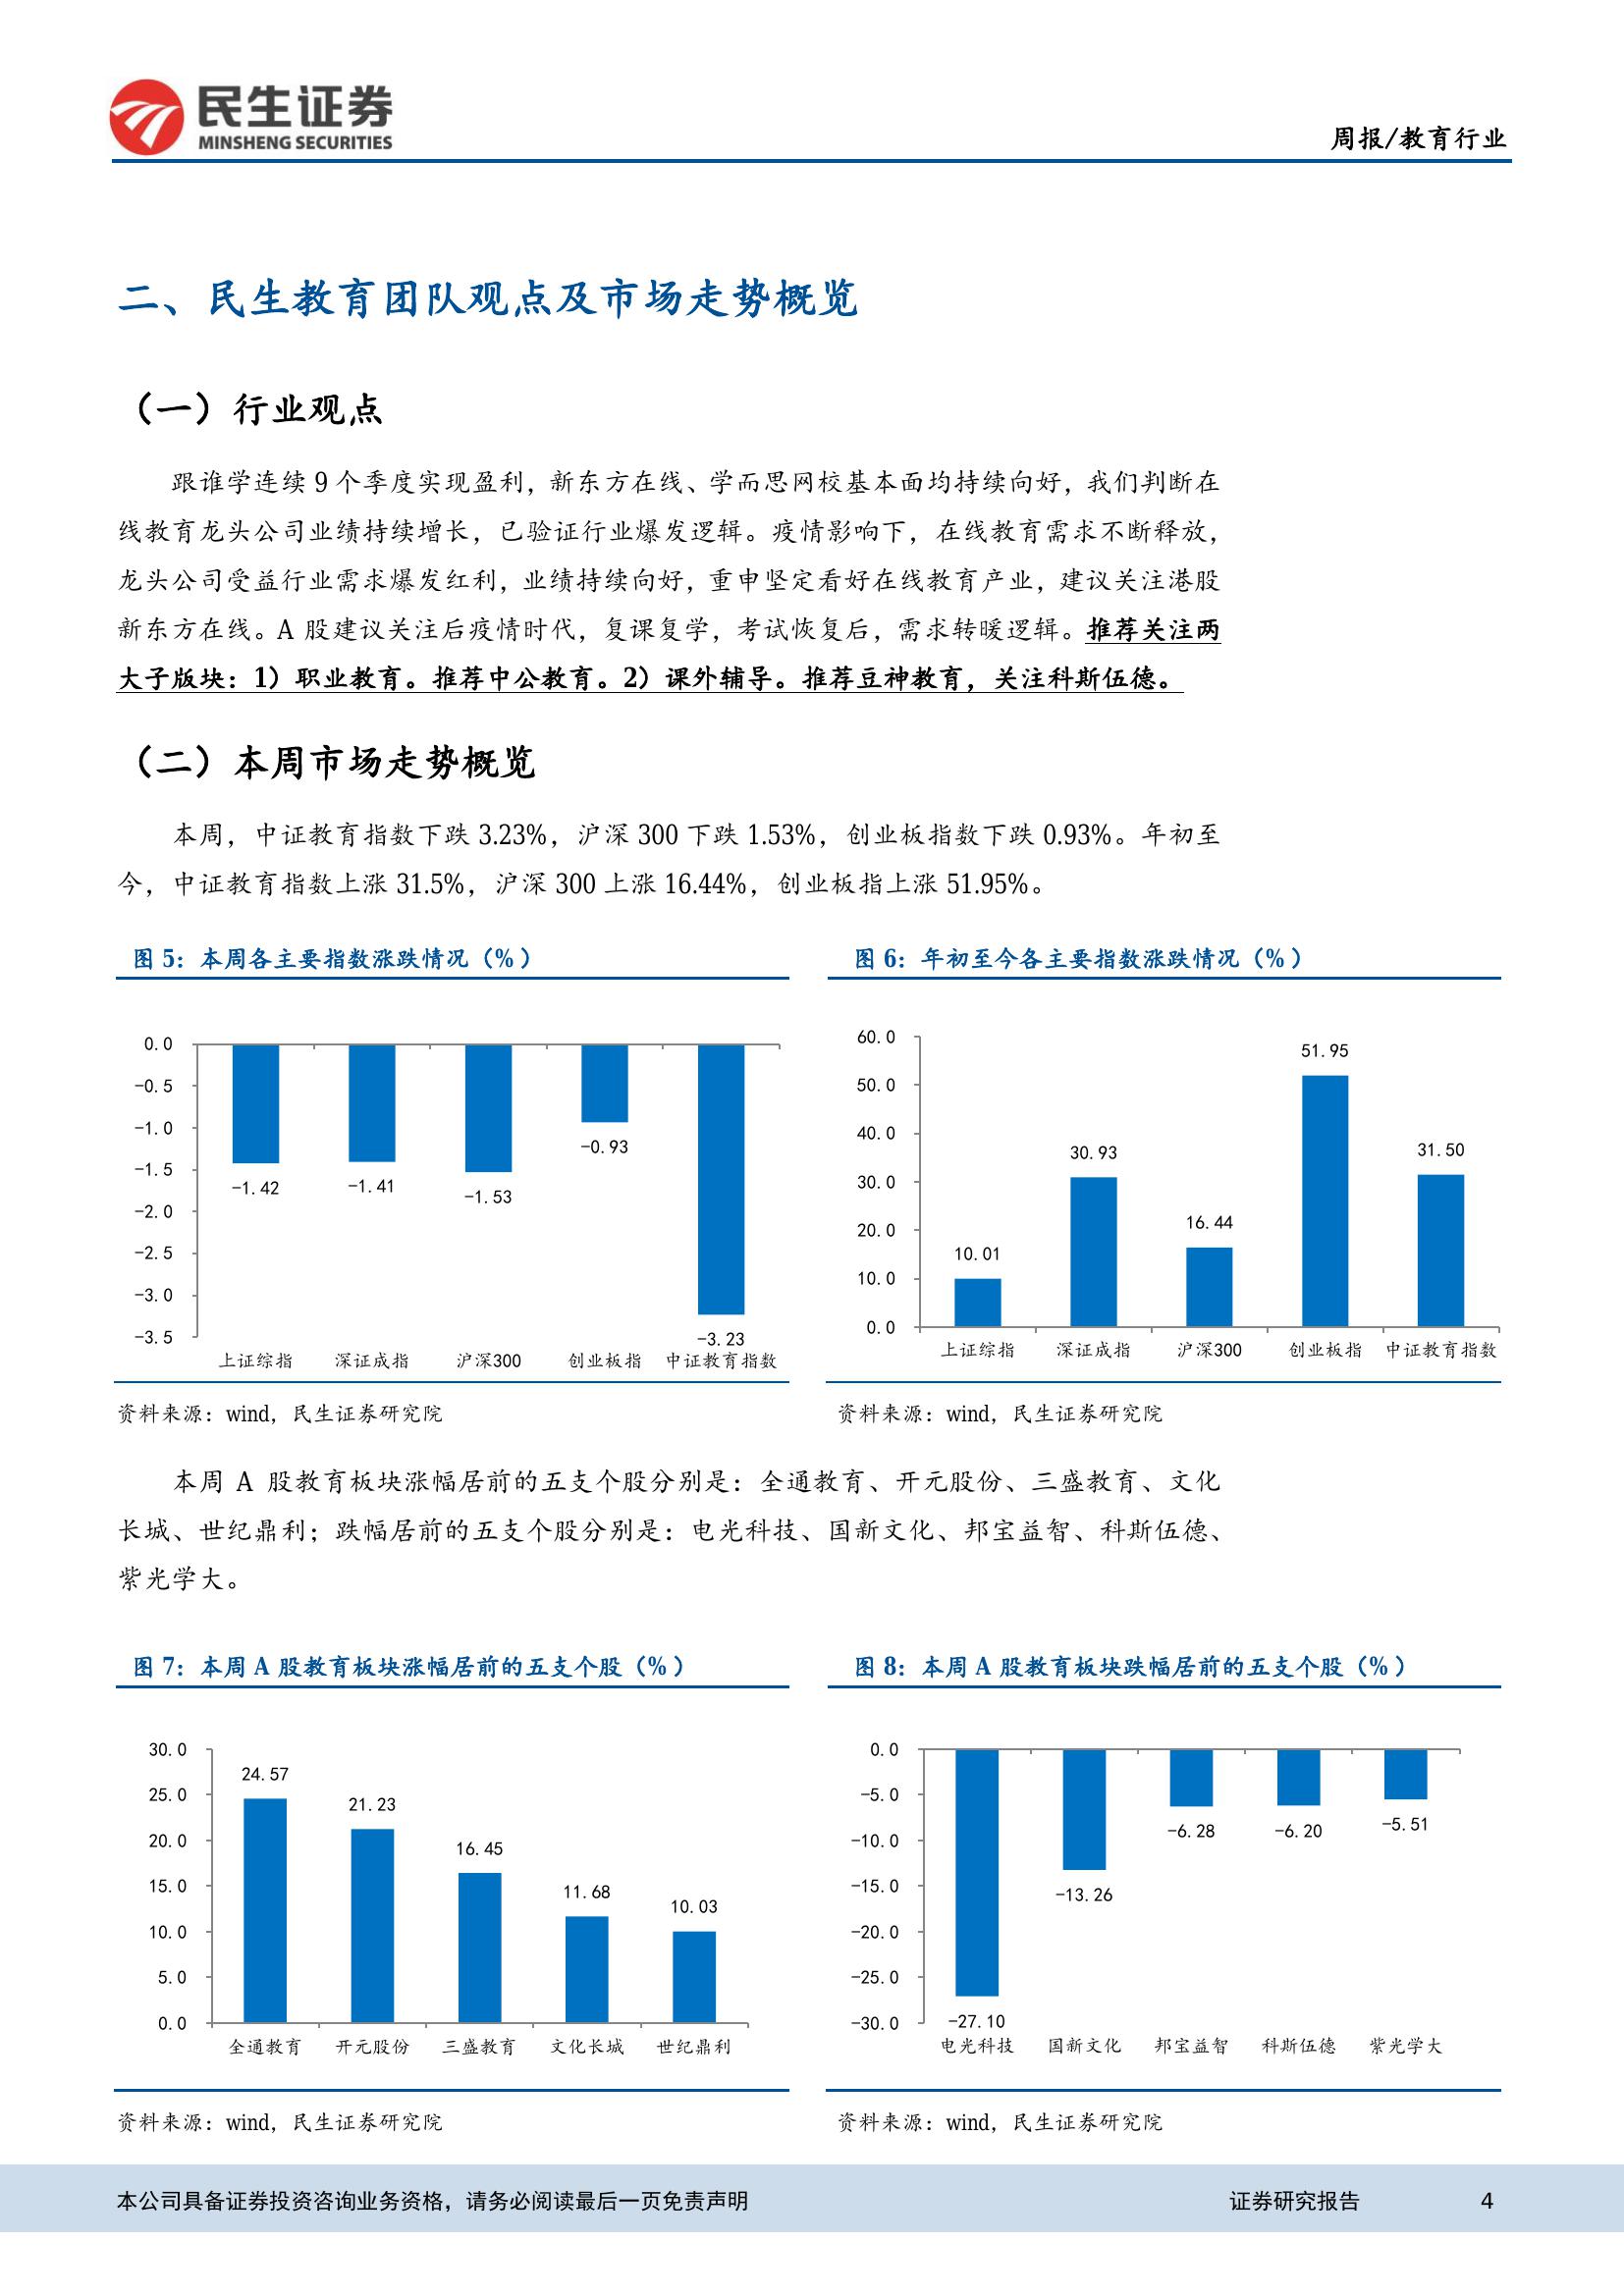 民生证券
MINSHENG SECURITIES
周报/教育行业
二、民生教育团队观点及市场走势概览
（一）行业观点
跟谁学连续 9 个季度实现盈利，新东方在线、学而思网校基本面均持续向好，我们判断在
线教育龙头公司业绩持续增长，已验证行业爆发逻辑。疫情影响下，在线教育需求不断释放，
龙头公司受益行业需求爆发红利，业绩持续向好，重申坚定看好在线教育产业，建议关注港股
新东方在线。A 股建议关注后疫情时代，复课复学，考试恢复后，需求转暖逻辑。推荐关注两
大子版块：1）职业教育。推荐中公教育。2）课外辅导。推荐豆神教育，关注科斯伍德。
（二）本周市场走势概览
本周，中证教育指数下跌 3.23%，沪深 300 下跌 1.53%，创业板指数下跌 0.93%。年初至
今，中证教育指数上涨 31.5%，沪深 300 上涨 16.44%，创业板指上涨 51.95%。
图 5：本周各主要指数涨跌情况（%）
0.0
-0.5
-1.0
-1.5
-2.0
-2.5
-3.0
-3.5
-1.42
-1.41
-1.53
-0.93
-3.23
上证综指 深证成指 沪深300 创业板指 中证教育指数
资料来源：wind，民生证券研究院
图 6：年初至今各主要指数涨跌情况（%）
60.0
50.0
40.0
30.0
20.0
10.0
0.0
10.01
30.93
16.44
51.95
31.50
上证综指 深证成指 沪深300 创业板指 中证教育指数
资料来源：wind，民生证券研究院
本周 A 股教育板块涨幅居前的五支个股分别是：全通教育、开元股份、三盛教育、文化
长城、世纪鼎利；跌幅居前的五支个股分别是：电光科技、国新文化、邦宝益智、科斯伍德、
紫光学大。
图 7：本周 A 股教育板块涨幅居前的五支个股（%）
30.0
25.0
20.0
15.0
10.0
5.0
0.0
24.57
21.23
16.45
11.68
10.03
全通教育 开元股份 三盛教育 文化长城 世纪鼎利
资料来源：wind，民生证券研究院
图 8：本周 A 股教育板块跌幅居前的五支个股（%）
0.0
-5.0
-10.0
-15.0
-20.0
-25.0
-30.0
-27.10
-13.26
-6.28
-6.20
-5.51
电光科技 国新文化 邦宝益智 科斯伍德 紫光学大
资料来源：wind，民生证券研究院
本公司具备证券投资咨询业务资格，请务必阅读最后一页免责声明 证券研究报告 4